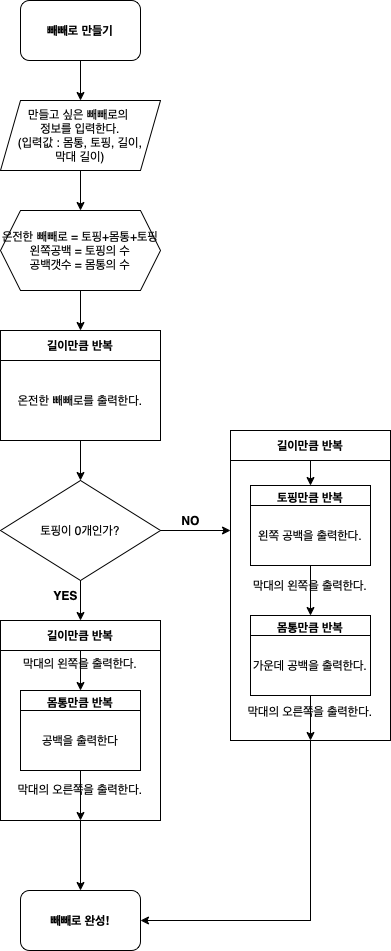 빼빼로 만들기
만들고 싶은 빼빼로의
정보를 입력한다.
(입력값 : 몸통, 토핑, 길이,
막대 길이)
온전한 빼빼로 = 토핑+몸통+토핑
왼쪽공백 = 토핑의 수
공백갯수 = 몸통의 수
길이만큼 반복
온전한 빼빼로를 출력한다.
토핑이 0개인가?
NO
YES
길이만큼 반복
막대의 왼쪽을 출력한다.
몸통만큼 반복
공백을 출력한다
막대의 오른쪽을 출력한다.
길이만큼 반복
토핑만큼 반복
왼쪽 공백을 출력한다.
막대의 왼쪽을 출력한다.
몸통만큼 반복
가운데 공백을 출력한다.
막대의 오른쪽을 출력한다.
빼빼로 완성!